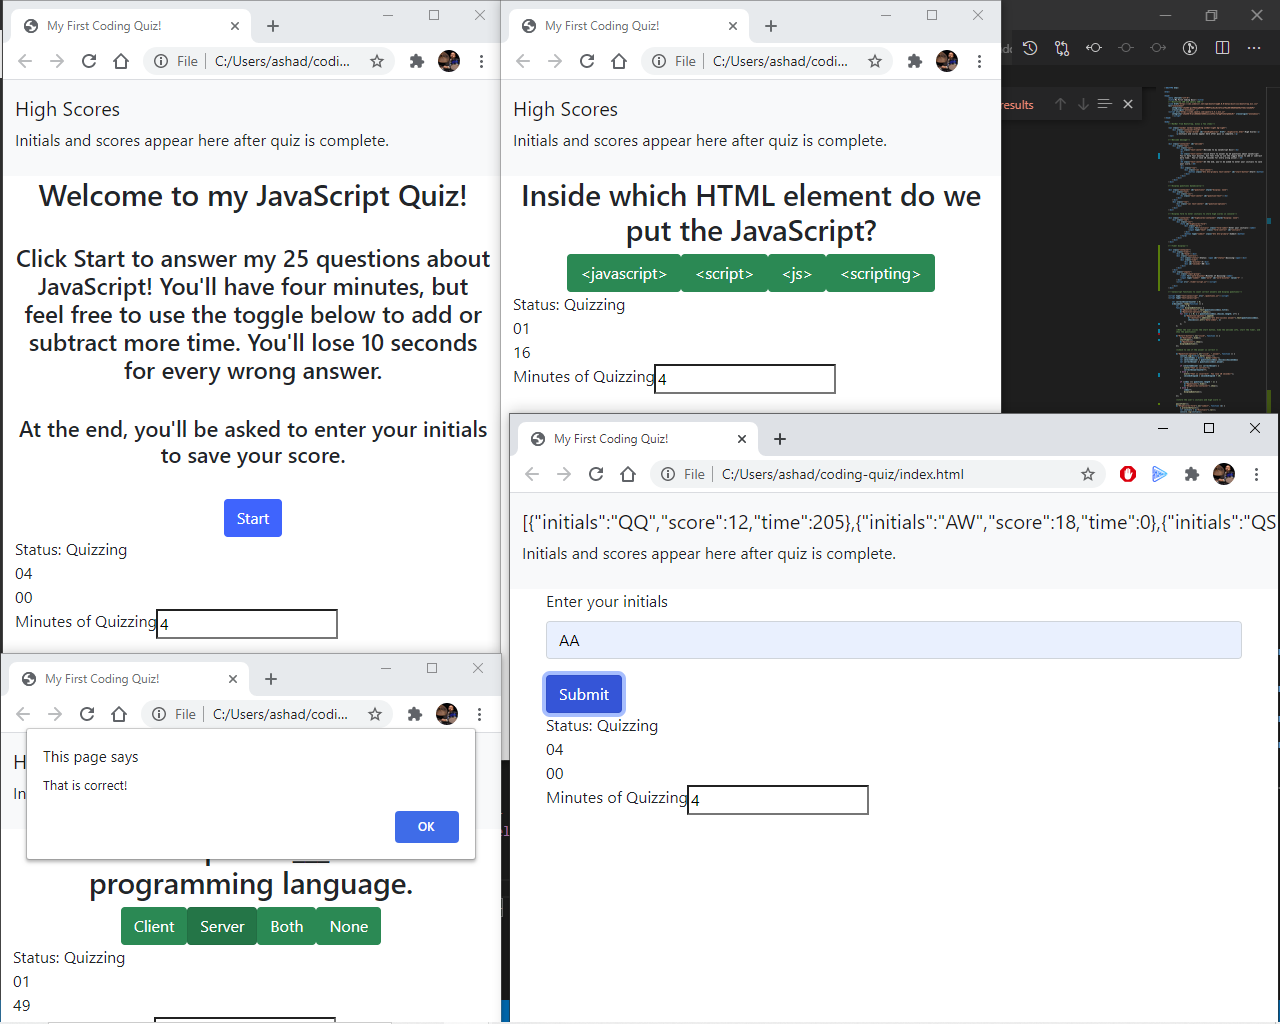 My First Coding Quiz!
File
C:/Users/ashad/codi...
High Scores
Initials and scores appear here after quiz is complete.
Welcome to my JavaScript Quiz!
Click Start to answer my 25 questions about
JavaScript! You'll have four minutes, but
feel free to use the toggle below to add or
subtract more time. You'll lose 10 seconds
for every wrong answer.
At the end, you'll be asked to enter your initials
to save your score.
Start
Status: Quizzing
04
00
Minutes of Quizzing 4
My First Coding Quiz!
File
C:/Users/ashad/codi...
High Scores
Initials and scores appear here after quiz is complete.
Inside which HTML element do we
put the JavaScript?
<javascript> <script> <js> <scripting>
Status: Quizzing
01
16
Minutes of Quizzing 4
results
My First Coding Quiz!
File
C:/Users/ashad/codi...
This page says
That is correct!
OK
programming language.
Client Server Both None
Status: Quizzing
01
49
My First Coding Quiz!
File
C:/Users/ashad/coding-quiz/index.html
[{"initials":"QQ","score":12,"time":205},{"initials":"AW","score":18,"time":0},{"initials":"QS
Initials and scores appear here after quiz is complete.
Enter your initials
AA
Submit
Status: Quizzing
04
00
Minutes of Quizzing 4